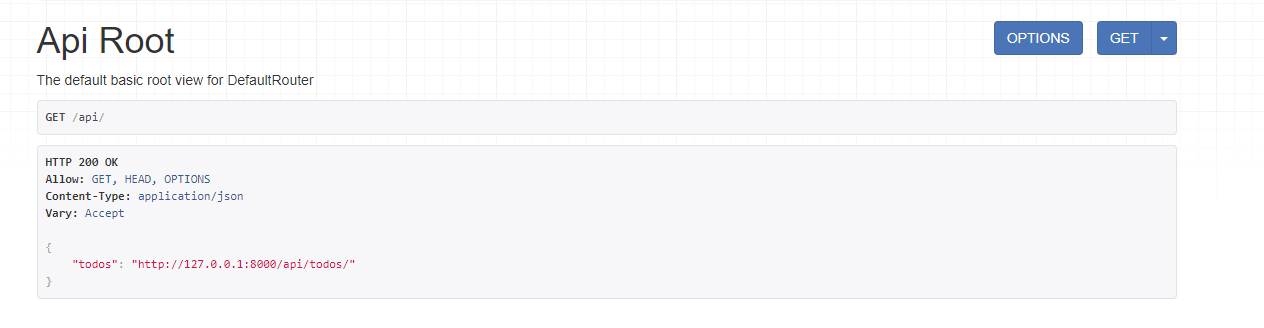 Api Root
OPTIONS
GET
The default basic root view for DefaultRouter
GET /api/
HTTP 200 OK
Allow: GET, HEAD, OPTIONS
Content-Type: application/json
Vary: Accept
{
    "todos": "http://127.0.0.1:8000/api/todos/"
}